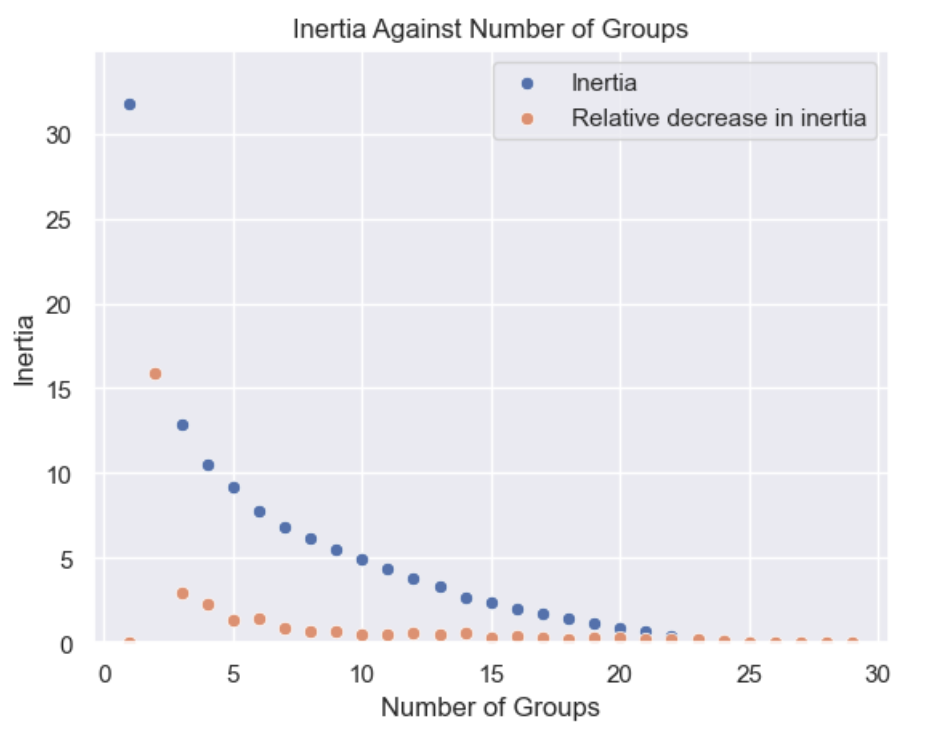 Inertia Against Number of Groups
Inertia
Relative decrease in inertia
30
25
20
15
10
5
0
Inertia
0 5 10 15 20 25 30
Number of Groups